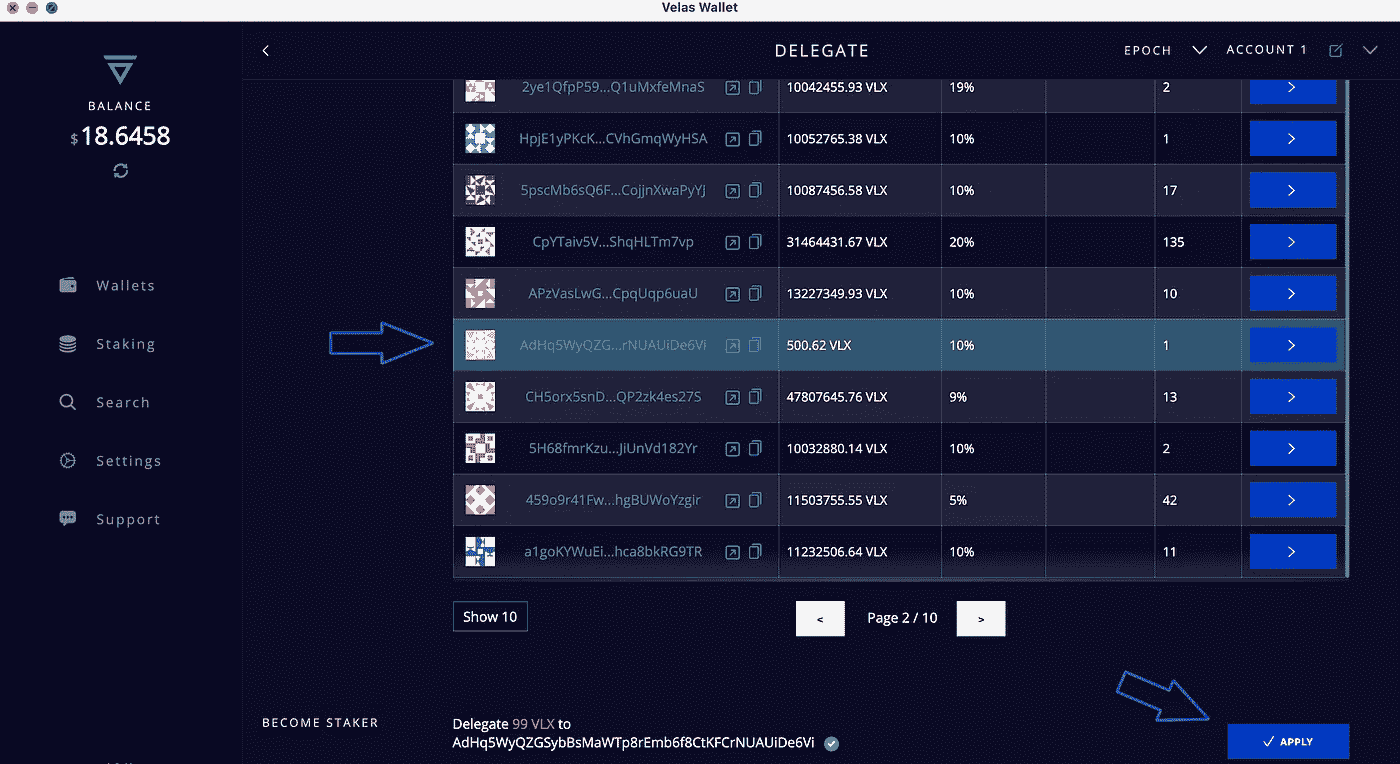 Velas Wallet
DELEGATE
EPOCH
ACCOUNT 1
BALANCE
$18.6458
Wallets
Staking
Search
Settings
Support
2ye1QfpP59...Q1uMxfeMnaS 10042455.93 VLX 19% 2 >
HpjE1yPKcK...CVhGmqWyHSA 10052765.38 VLX 10% 1 >
5pscMb6sQ6F...CojjnXwaPyYJ 10087456.58 VLX 10% 17 >
CpYTaiv5V...ShqHLTm7vp 31464431.67 VLX 20% 135 >
APzVasLwG...CpqUqp6uaU 13227349.93 VLX 10% 10 >
AdHq5WyQZG...rNUAUiDe6Vi 500.62 VLX 10% 1 >
CH5orx5snD...QP2zk4es27S 47807645.76 VLX 9% 13 >
5H68fmrKzu...JiUnVd182Yr 10032880.14 VLX 10% 2 >
459o9r41Fw...hgBUWoYzgir 11503755.55 VLX 5% 42 >
a1goKYWuEi...hca8bkRG9TR 11232506.64 VLX 10% 11 >
Show 10
< Page 2 / 10 >
BECOME STAKER
Delegate 99 VLX to
AdHq5WyQZGSybBsMaWTp8rEmb6f8CtKFCrNUAUiDe6Vi
APPLY